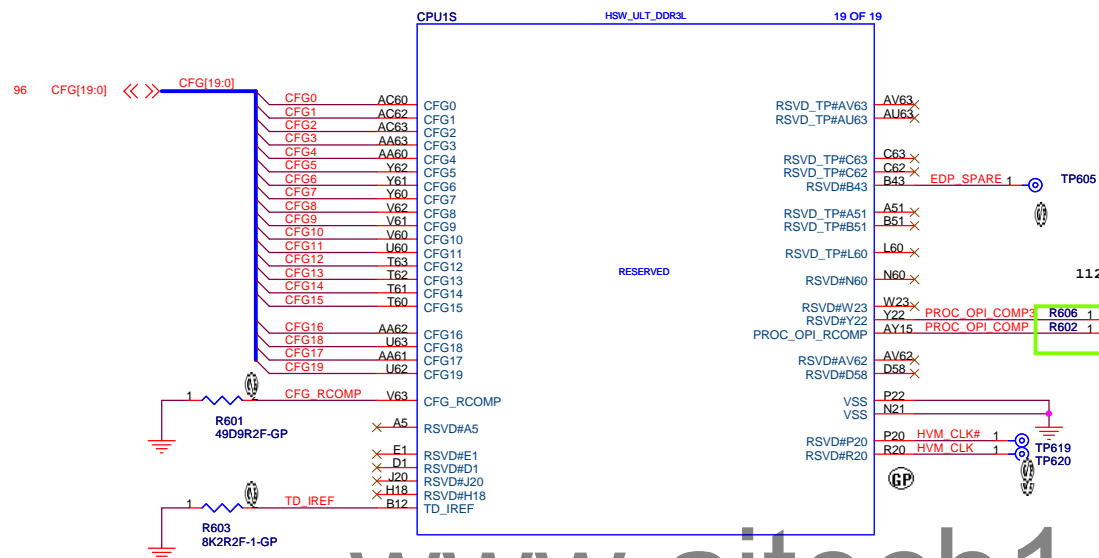 CPU1S HSW_ULT_DDR3L 19 OF 19
96 CFG[19:0] CFG[19:0]
CFG0 AC60 CFG0 RSVD_TP#AV63 AV63
CFG1 AC62 CFG1 RSVD_TP#AU63 AU63
CFG2 AC63 CFG2
CFG3 AA63 CFG3
CFG4 AA60 CFG4 RSVD_TP#C63 C63
CFG5 Y62 CFG5 RSVD_TP#C62 C62
CFG6 Y61 CFG6 RSVD#B43 B43 EDP_SPARE 1 TP605
CFG7 Y60 CFG7
CFG8 V62 CFG8 RSVD_TP#A51 A51
CFG9 V61 CFG9 RSVD_TP#B51 B51
CFG10 V60 CFG10
CFG11 U60 CFG11 RSVD_TP#L60 L60
CFG12 T63 CFG12
CFG13 T62 CFG13 RESERVED RSVD#N60 N60 112
CFG14 T61 CFG14
CFG15 T60 CFG15 RSVD#W23 W23
RSVD#Y22 Y22 PROC_OPI_COMP3 R606 1
CFG16 AA62 CFG16 PROC_OPI_RCOMP AY15 PROC_OPI_COMP R602 1
CFG18 U63 CFG18
CFG17 AA61 CFG17 RSVD#AV62 AV62
CFG19 U62 CFG19 RSVD#D58 D58
1 2 CFG_RCOMP V63 CFG_RCOMP VSS P22
VSS N21
R601
49D9R2F-GP
A5 RSVD#A5
RSVD#P20 P20 HVM_CLK# 1 TP619
E1 RSVD#E1 RSVD#R20 R20 HVM_CLK 1 TP620
D1 RSVD#D1
J20 RSVD#J20
H18 RSVD#H18 GP
1 2 TD_IREF B12 TD_IREF
R603
8K2R2F-1-GP